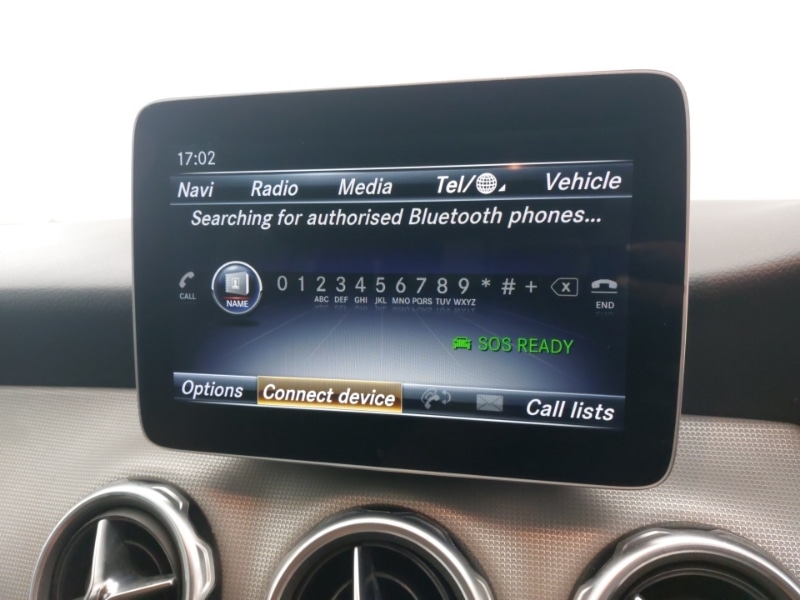 17:02
Navi Radio Media Tel/ Vehicle
Searching for authorised Bluetooth phones...
CALL NAME 0 1 2 3 4 5 6 7 8 9 * # + X END
ABC DEF GHI JKL MNO PQRS TUV WXYZ
SOS READY
Options Connect device Call lists